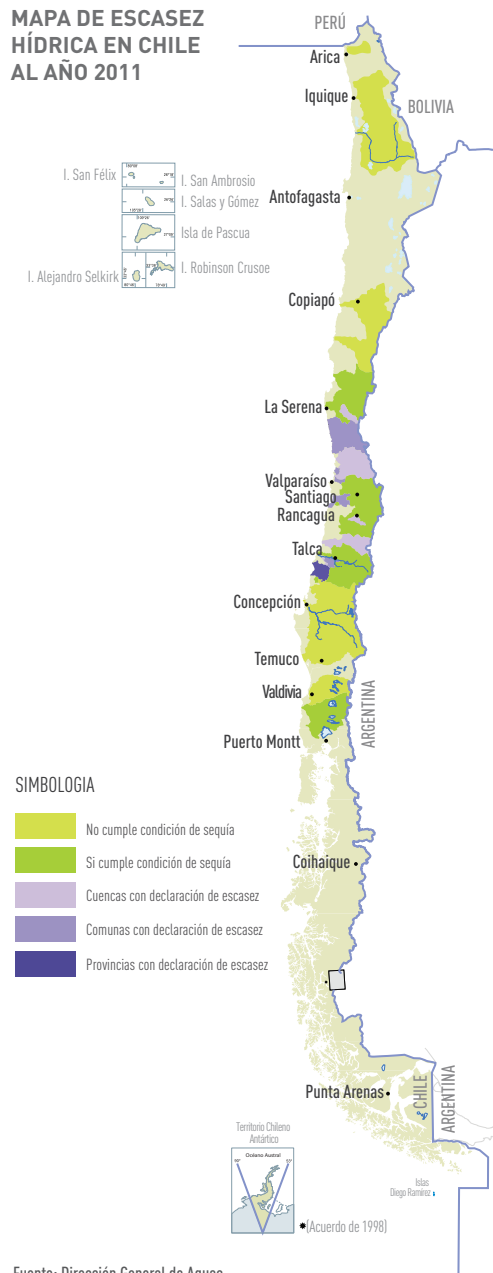 MAPA DE ESCASEZ
HÍDRICA EN CHILE
AL AÑO 2011
PERÚ
Arica
Iquique
BOLIVIA
I. San Félix
I. San Ambrosio
Antofagasta
I. Salas y Gómez
Isla de Pascua
I. Robinson Crusoe
I. Alejandro Selkirk
Copiapó
La Serena
Valparaíso
Santiago
Rancagua
Talca
Concepción
Temuco
Valdivia
ARGENTINA
Puerto Montt
SIMBOLOGIA
No cumple condición de sequía
Si cumple condición de sequía
Cuencas con declaración de escasez
Comunas con declaración de escasez
Provincias con declaración de escasez
Coihaique
Punta Arenas
CHILE
ARGENTINA
Territorio Chileno
Antártico
Océano Austral
Islas
Diego Ramírez
(Acuerdo de 1998)
Fuente: Dirección General de Aguas